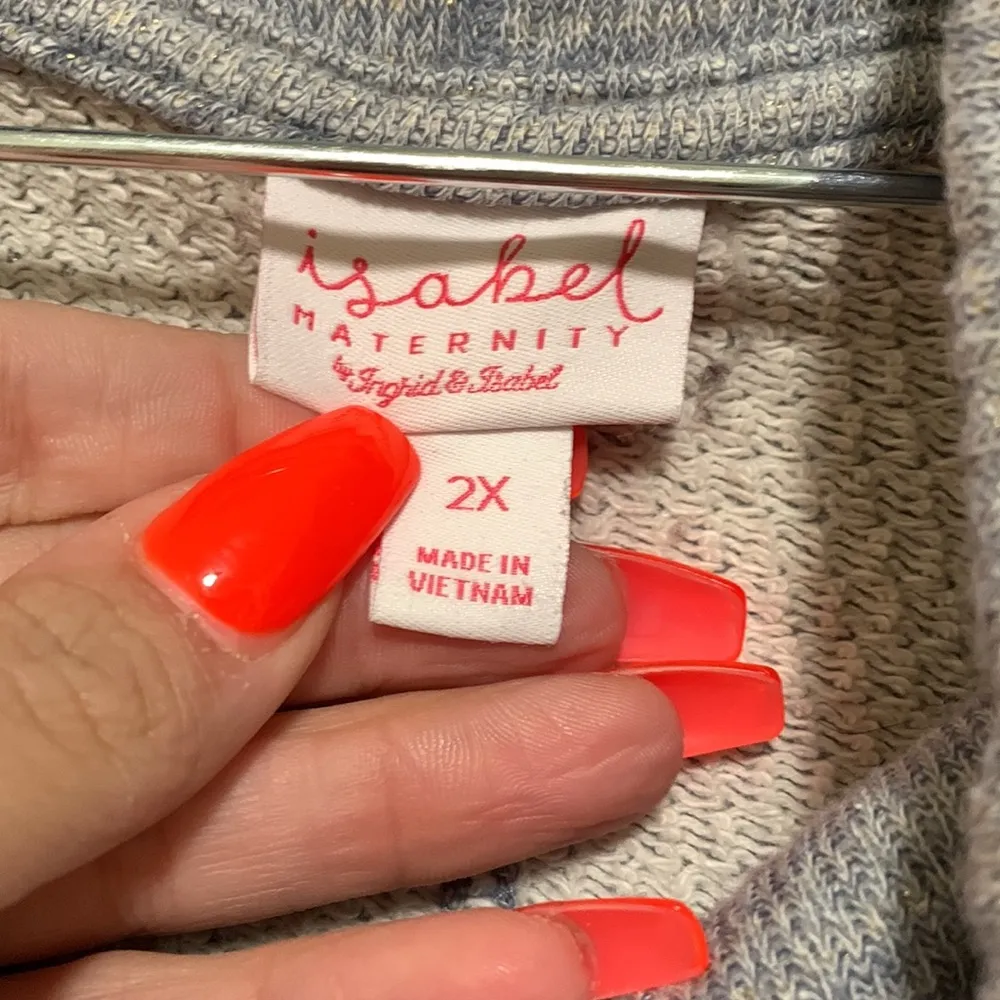 isabel
MATERNITY
by Ingrid & Isabel
2X
MADE IN
VIETNAM